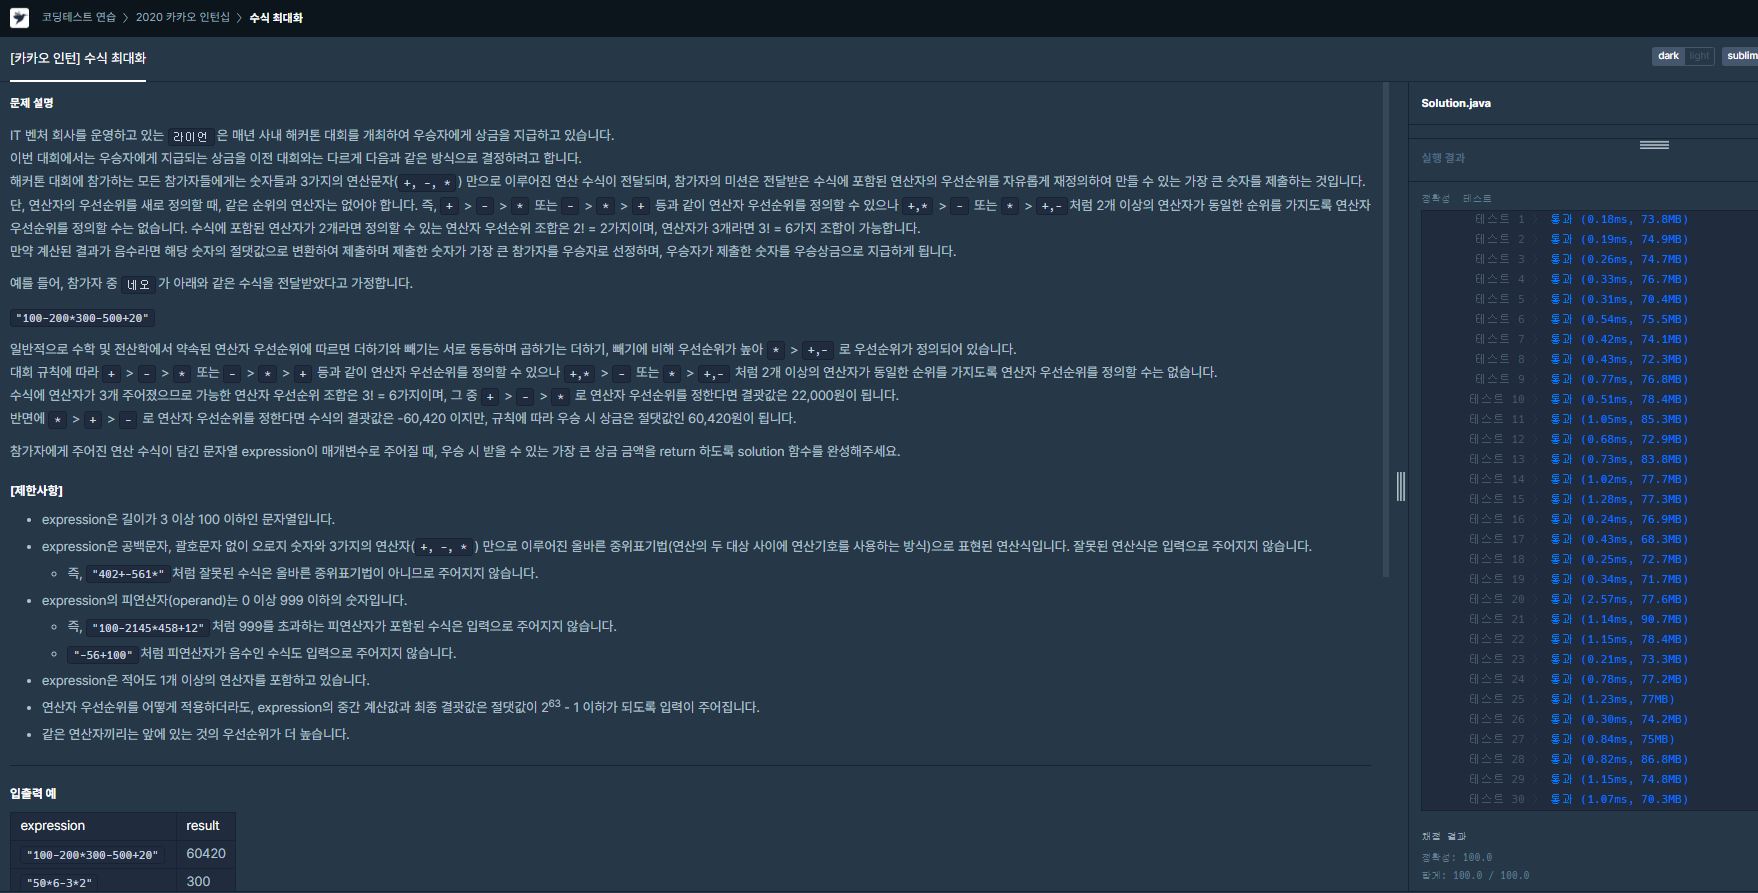 코딩테스트 연습 > 2020 카카오 인턴십 > 수식 최대화
[카카오 인턴] 수식 최대화
dark light sublim
문제 설명
IT 벤처 회사를 운영하고 있는 라이언 은 매년 사내 해커톤 대회를 개최하여 우승자에게 상금을 지급하고 있습니다.
이번 대회에서는 우승자에게 지급되는 상금을 이전 대회와는 다르게 다음과 같은 방식으로 결정하려고 합니다.
해커톤 대회에 참가하는 모든 참가자들에게는 숫자들과 3가지의 연산문자( +, -, * ) 만으로 이루어진 연산 수식이 전달되며, 참가자의 미션은 전달받은 수식에 포함된 연산자의 우선순위를 자유롭게 재정의하여 만들 수 있는 가장 큰 숫자를 제출하는 것입니다.
단, 연산자의 우선순위를 새로 정의할 때, 같은 순위의 연산자는 없어야 합니다. 즉, + > - > * 또는 - > * > + 등과 같이 연산자 우선순위를 정의할 수 있으나 +,* > - 또는 * > +,- 처럼 2개 이상의 연산자가 동일한 순위를 가지도록 연산자
우선순위를 정의할 수는 없습니다. 수식에 포함된 연산자가 2개라면 정의할 수 있는 연산자 우선순위 조합은 2! = 2가지이며, 연산자가 3개라면 3! = 6가지 조합이 가능합니다.
만약 계산된 결과가 음수라면 해당 숫자의 절댓값으로 변환하여 제출하며 제출한 숫자가 가장 큰 참가자를 우승자로 선정하며, 우승자가 제출한 숫자를 우승상금으로 지급하게 됩니다.
예를 들어, 참가자 중 네오 가 아래와 같은 수식을 전달받았다고 가정합니다.
"100-200*300-500+20"
일반적으로 수학 및 전산학에서 약속된 연산자 우선순위에 따르면 더하기와 빼기는 서로 동등하며 곱하기는 더하기, 빼기에 비해 우선순위가 높아 * > +,- 로 우선순위가 정의되어 있습니다.
대회 규칙에 따라 + > - > * 또는 - > * > + 등과 같이 연산자 우선순위를 정의할 수 있으나 +,* > - 또는 * > +,- 처럼 2개 이상의 연산자가 동일한 순위를 가지도록 연산자 우선순위를 정의할 수는 없습니다.
수식에 연산자가 3개 주어졌으므로 가능한 연산자 우선순위 조합은 3! = 6가지이며, 그 중 + > - > * 로 연산자 우선순위를 정한다면 결괏값은 22,000원이 됩니다.
반면에 * > + > - 로 연산자 우선순위를 정한다면 수식의 결괏값은 -60,420 이지만, 규칙에 따라 우승 시 상금은 절댓값인 60,420원이 됩니다.
참가자에게 주어진 연산 수식이 담긴 문자열 expression이 매개변수로 주어질 때, 우승 시 받을 수 있는 가장 큰 상금 금액을 return 하도록 solution 함수를 완성해주세요.
[제한사항]
• expression은 길이가 3 이상 100 이하인 문자열입니다.
• expression은 공백문자, 괄호문자 없이 오로지 숫자와 3가지의 연산자( +, -, * ) 만으로 이루어진 올바른 중위표기법(연산의 두 대상 사이에 연산기호를 사용하는 방식)으로 표현된 연산식입니다. 잘못된 연산식은 입력으로 주어지지 않습니다.
◦ 즉, "402+-561*" 처럼 잘못된 수식은 올바른 중위표기법이 아니므로 주어지지 않습니다.
• expression의 피연산자(operand)는 0 이상 999 이하의 숫자입니다.
◦ 즉, "100-2145*458+12" 처럼 999를 초과하는 피연산자가 포함된 수식은 입력으로 주어지지 않습니다.
◦ "-56+100" 처럼 피연산자가 음수인 수식도 입력으로 주어지지 않습니다.
• expression은 적어도 1개 이상의 연산자를 포함하고 있습니다.
• 연산자 우선순위를 어떻게 적용하더라도, expression의 중간 계산값과 최종 결괏값은 절댓값이 2⁶³ - 1 이하가 되도록 입력이 주어집니다.
• 같은 연산자끼리는 앞에 있는 것의 우선순위가 더 높습니다.
입출력 예
expression result
"100-200*300-500+20" 60420
"50*6-3*2" 300
Solution.java
실행 결과
정확성 테스트
테스트 1 〉 통과 (0.18ms, 73.8MB)
테스트 2 〉 통과 (0.19ms, 74.9MB)
테스트 3 〉 통과 (0.26ms, 74.7MB)
테스트 4 〉 통과 (0.33ms, 76.7MB)
테스트 5 〉 통과 (0.31ms, 70.4MB)
테스트 6 〉 통과 (0.54ms, 75.5MB)
테스트 7 〉 통과 (0.42ms, 74.1MB)
테스트 8 〉 통과 (0.43ms, 72.3MB)
테스트 9 〉 통과 (0.77ms, 76.8MB)
테스트 10 〉 통과 (0.51ms, 78.4MB)
테스트 11 〉 통과 (1.05ms, 85.3MB)
테스트 12 〉 통과 (0.68ms, 72.9MB)
테스트 13 〉 통과 (0.73ms, 83.8MB)
테스트 14 〉 통과 (1.02ms, 77.7MB)
테스트 15 〉 통과 (1.28ms, 77.3MB)
테스트 16 〉 통과 (0.24ms, 76.9MB)
테스트 17 〉 통과 (0.43ms, 68.3MB)
테스트 18 〉 통과 (0.25ms, 72.7MB)
테스트 19 〉 통과 (0.34ms, 71.7MB)
테스트 20 〉 통과 (2.57ms, 77.6MB)
테스트 21 〉 통과 (1.14ms, 90.7MB)
테스트 22 〉 통과 (1.15ms, 78.4MB)
테스트 23 〉 통과 (0.21ms, 73.3MB)
테스트 24 〉 통과 (0.78ms, 77.2MB)
테스트 25 〉 통과 (1.23ms, 77MB)
테스트 26 〉 통과 (0.30ms, 74.2MB)
테스트 27 〉 통과 (0.84ms, 75MB)
테스트 28 〉 통과 (0.82ms, 86.8MB)
테스트 29 〉 통과 (1.15ms, 74.8MB)
테스트 30 〉 통과 (1.07ms, 70.3MB)
채점 결과
정확성: 100.0
합계: 100.0 / 100.0